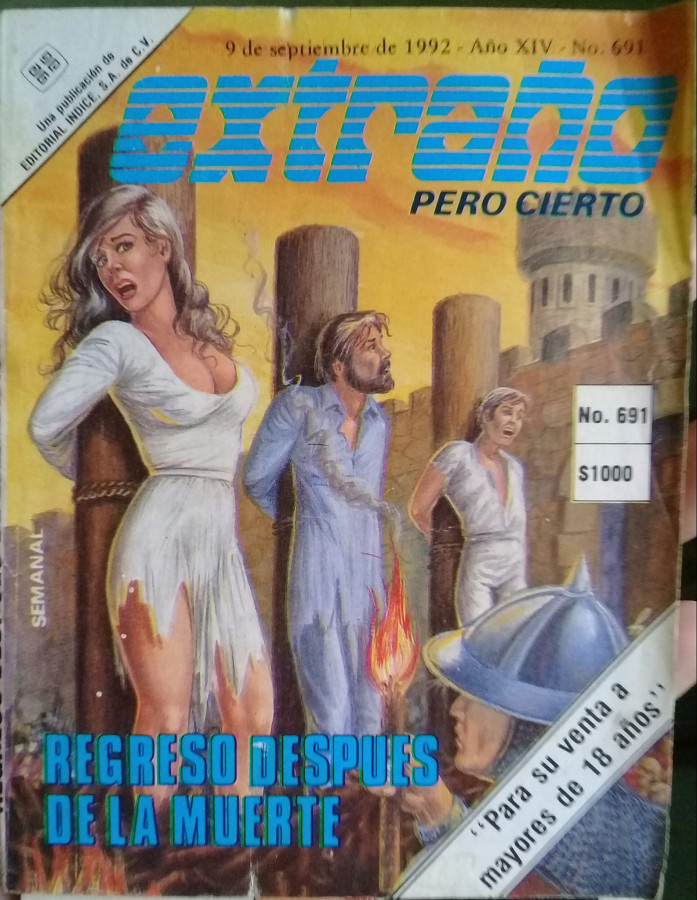 Una publicación de
EDITORIAL INDICE, S.A. de C.V.
9 de septiembre de 1992 - Año XIV - No. 691
extraño
PERO CIERTO
No. 691
$1000
SEMANAL
REGRESO DESPUES
DE LA MUERTE
"Para su venta a
mayores de 18 años"